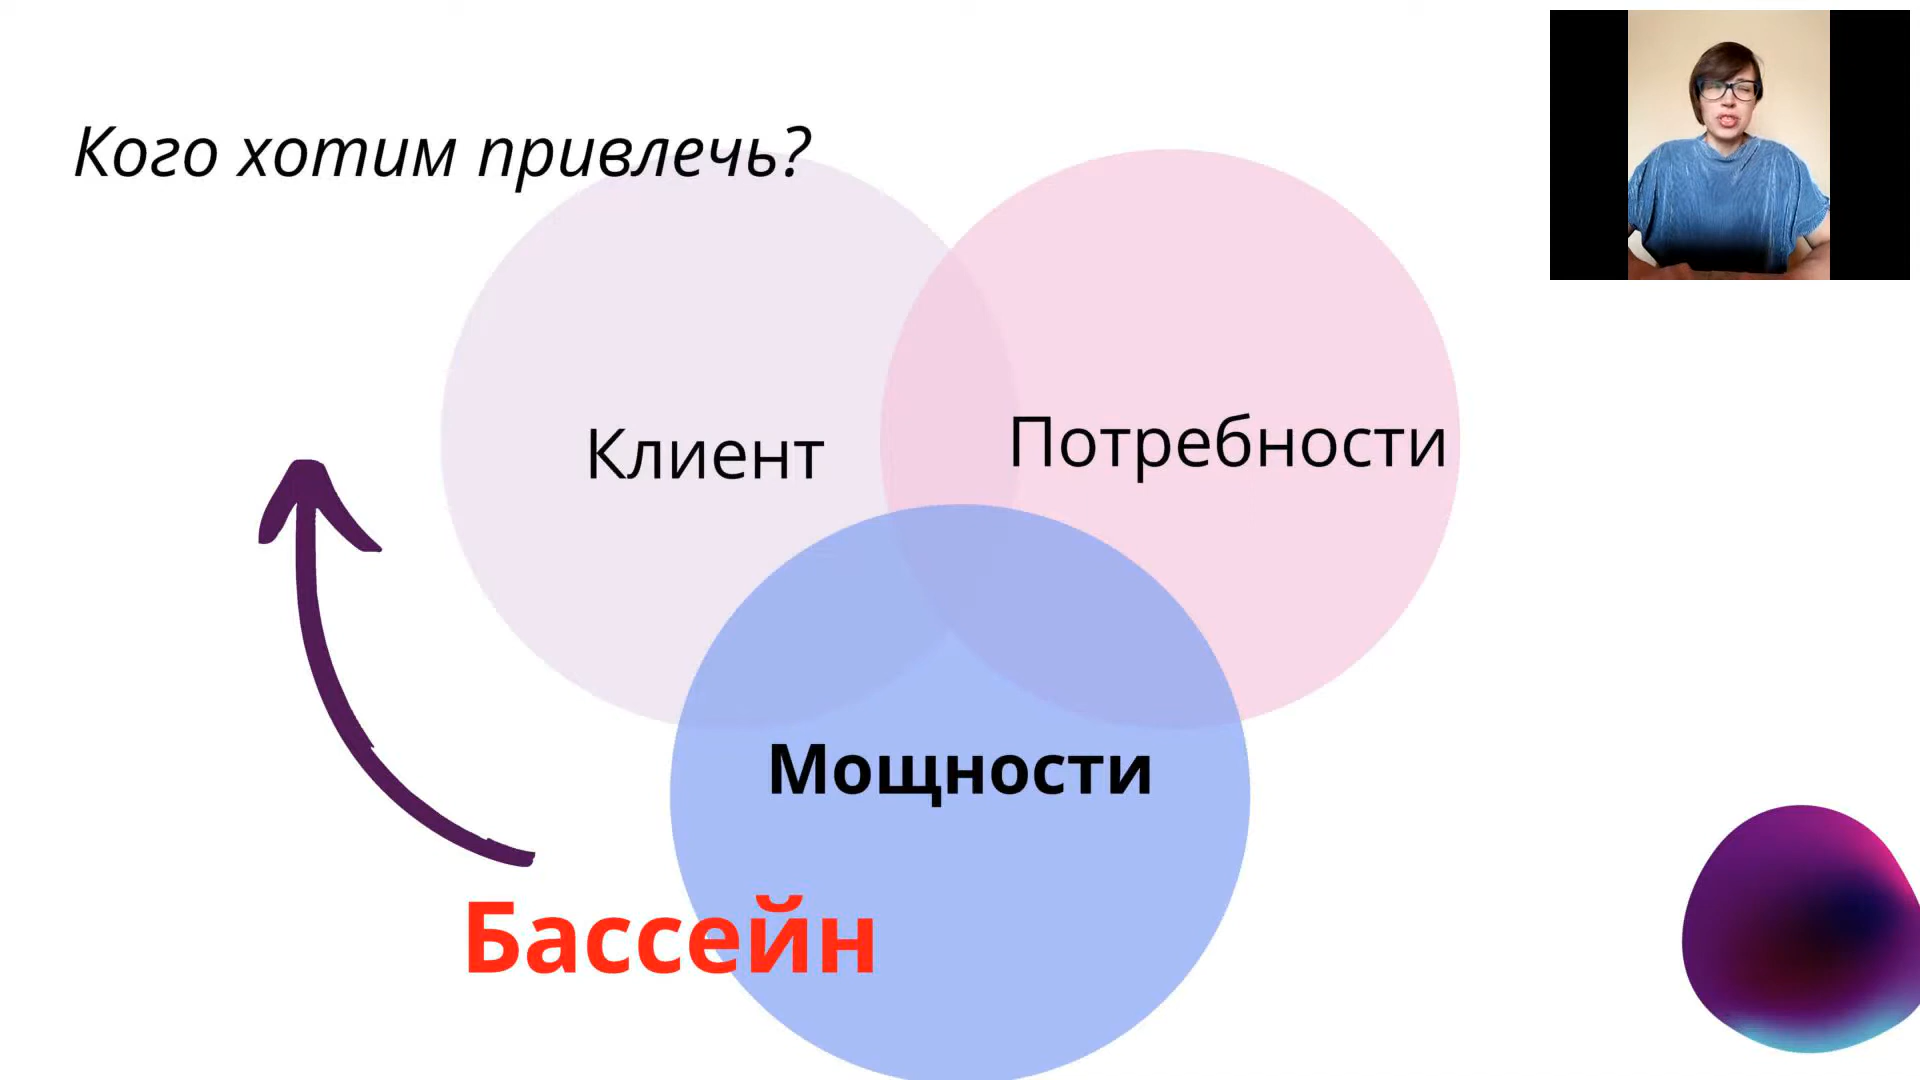 Кого хотим привлечь?
Клиент
Потребности
Мощности
Бассейн